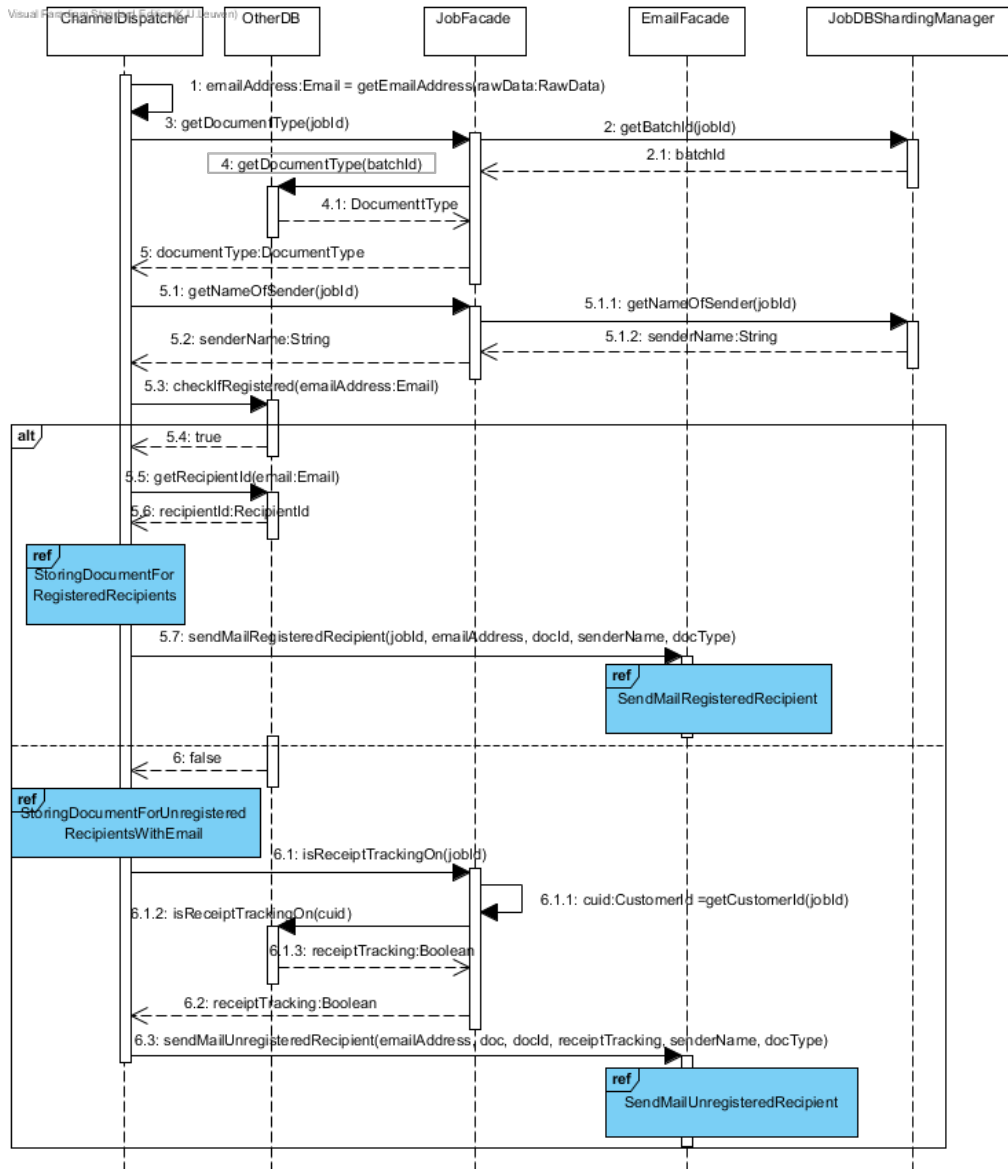 Visual Paradigm Standard Edition(K.U.Leuven)
ChannelDispatcher
OtherDB
JobFacade
EmailFacade
JobDBShardingManager
1: emailAddress:Email = getEmailAddress(rawData:RawData)
3: getDocumentType(jobId)
2: getBatchId(jobId)
2.1: batchId
4: getDocumentType(batchId)
4.1: DocumenttType
5: documentType:DocumentType
5.1: getNameOfSender(jobId)
5.1.1: getNameOfSender(jobId)
5.2: senderName:String
5.1.2: senderName:String
5.3: checkIfRegistered(emailAddress:Email)
alt
5.4: true
5.5: getRecipientId(email:Email)
5.6: recipientId:RecipientId
ref
StoringDocumentFor
RegisteredRecipients
5.7: sendMailRegisteredRecipient(jobId, emailAddress, docId, senderName, docType)
ref
SendMailRegisteredRecipient
6: false
ref
StoringDocumentForUnregistered
RecipientsWithEmail
6.1: isReceiptTrackingOn(jobId)
6.1.1: cuid:CustomerId =getCustomerId(jobId)
6.1.2: isReceiptTrackingOn(cuid)
6.1.3: receiptTracking:Boolean
6.2: receiptTracking:Boolean
6.3: sendMailUnregisteredRecipient(emailAddress, doc, docId, receiptTracking, senderName, docType)
ref
SendMailUnregisteredRecipient